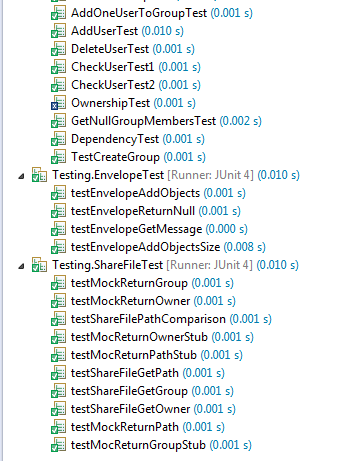 AddOneUserToGroupTest (0.001 s)
AddUserTest (0.010 s)
DeleteUserTest (0.001 s)
CheckUserTest1 (0.001 s)
CheckUserTest2 (0.001 s)
OwnershipTest (0.001 s)
GetNullGroupMembersTest (0.002 s)
DependencyTest (0.001 s)
TestCreateGroup (0.001 s)
Testing.EnvelopeTest [Runner: JUnit 4] (0.010 s)
testEnvelopeAddObjects (0.001 s)
testEnvelopeReturnNull (0.001 s)
testEnvelopeGetMessage (0.000 s)
testEnvelopeAddObjectsSize (0.008 s)
Testing.ShareFileTest [Runner: JUnit 4] (0.010 s)
testMockReturnGroup (0.001 s)
testMockReturnOwner (0.001 s)
testShareFilePathComparison (0.001 s)
testMocReturnOwnerStub (0.001 s)
testMocReturnPathStub (0.001 s)
testShareFileGetPath (0.001 s)
testShareFileGetGroup (0.001 s)
testShareFileGetOwner (0.001 s)
testMockReturnPath (0.001 s)
testMocReturnGroupStub (0.001 s)